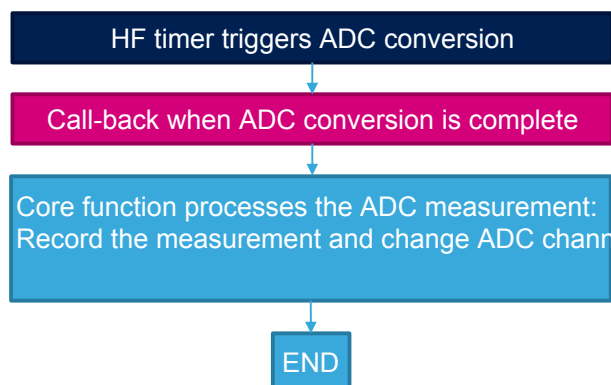 HF timer triggers ADC conversion
Call-back when ADC conversion is complete
Core function processes the ADC measurement:
Record the measurement and change ADC chann
END